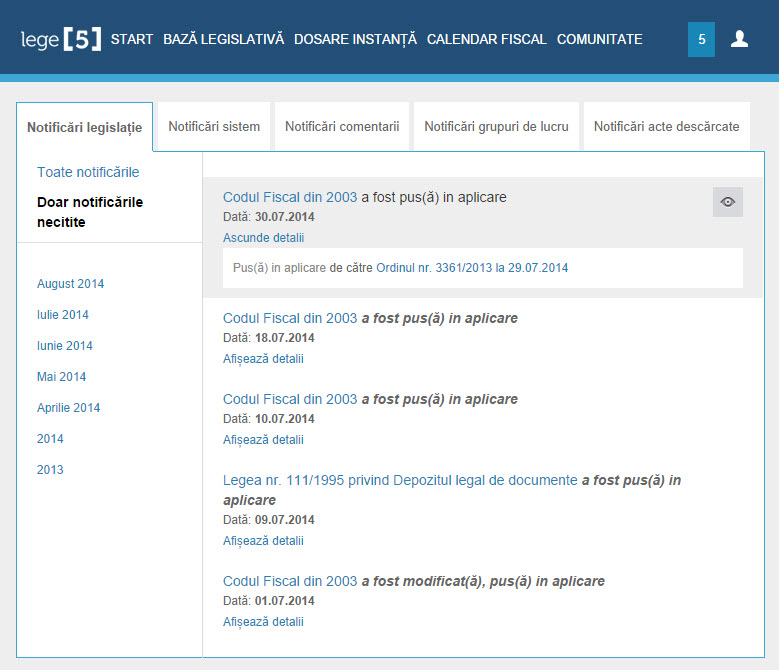 lege [5] START BAZĂ LEGISLATIVĂ DOSARE INSTANȚĂ CALENDAR FISCAL COMUNITATE 5
Notificări legislație Notificări sistem Notificări comentarii Notificări grupuri de lucru Notificări acte descărcate
Toate notificările
Doar notificările
necitite
August 2014
Iulie 2014
Iunie 2014
Mai 2014
Aprilie 2014
2014
2013
Codul Fiscal din 2003 a fost pus(ă) in aplicare
Dată: 30.07.2014
Ascunde detalii
Pus(ă) in aplicare de către Ordinul nr. 3361/2013 la 29.07.2014
Codul Fiscal din 2003 a fost pus(ă) in aplicare
Dată: 18.07.2014
Afișează detalii
Codul Fiscal din 2003 a fost pus(ă) in aplicare
Dată: 10.07.2014
Afișează detalii
Legea nr. 111/1995 privind Depozitul legal de documente a fost pus(ă) in
aplicare
Dată: 09.07.2014
Afișează detalii
Codul Fiscal din 2003 a fost modificat(ă), pus(ă) in aplicare
Dată: 01.07.2014
Afișează detalii